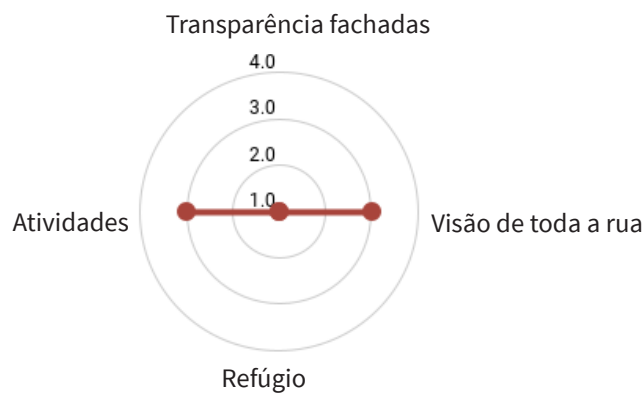 Transparência fachadas
4.0
3.0
2.0
1.0
Atividades
Visão de toda a rua
Refúgio